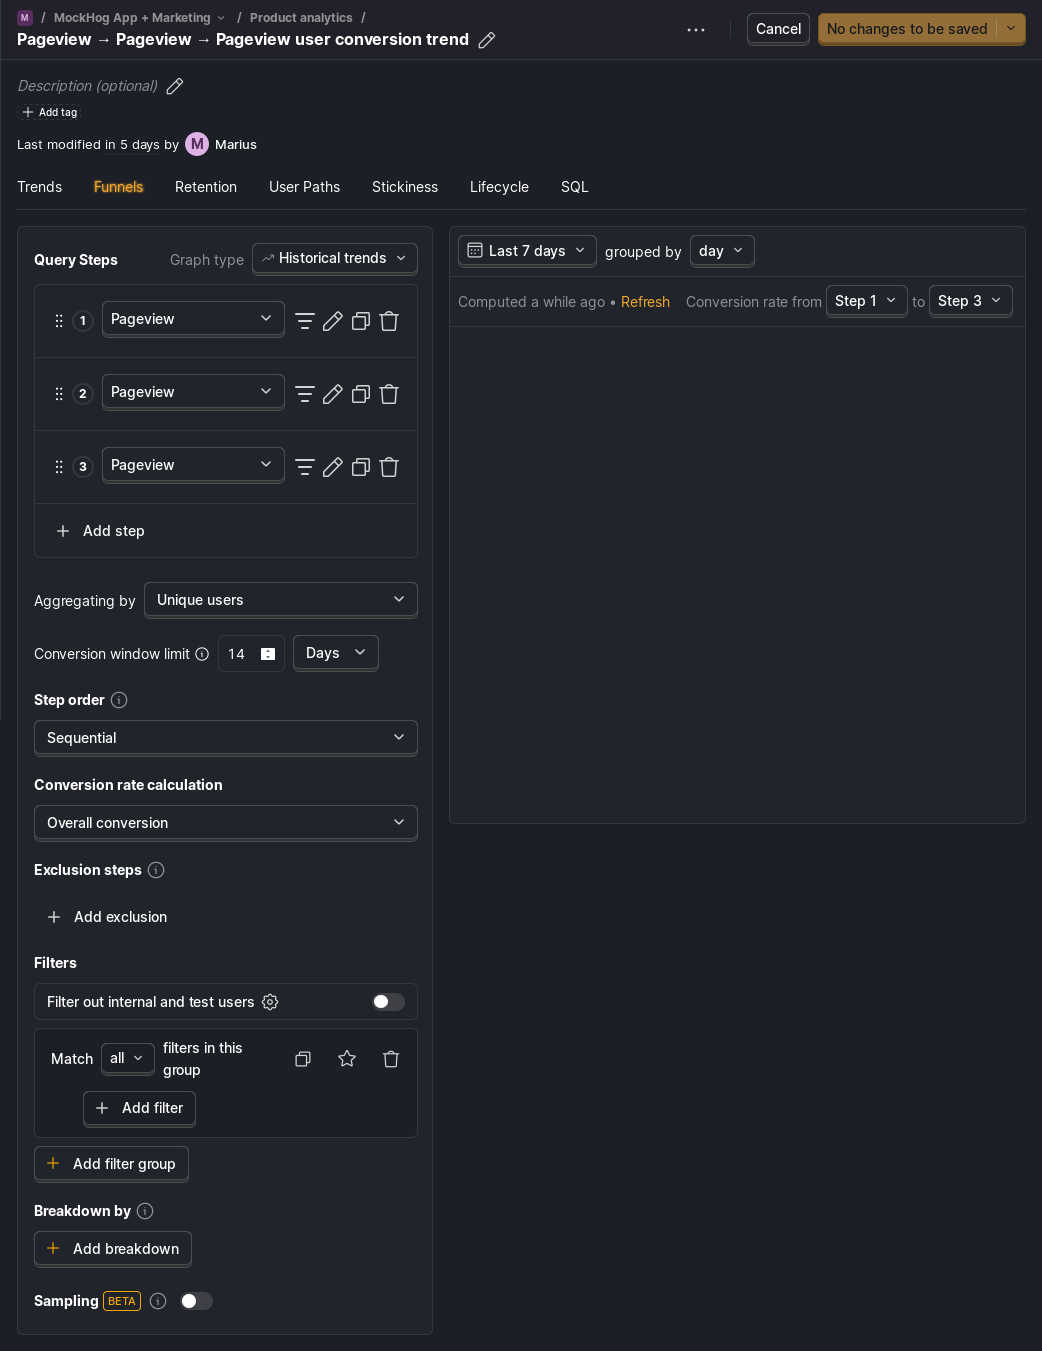 M / MockHog App + Marketing / Product analytics /
Pageview → Pageview → Pageview user conversion trend
Cancel
No changes to be saved
Description (optional)
Add tag
Last modified in 5 days by M Marius
Trends Funnels Retention User Paths Stickiness Lifecycle SQL
Query Steps Graph type Historical trends
1 Pageview
2 Pageview
3 Pageview
Add step
Aggregating by Unique users
Conversion window limit 14 Days
Step order
Sequential
Conversion rate calculation
Overall conversion
Exclusion steps
Add exclusion
Filters
Filter out internal and test users
Match all filters in this
group
Add filter
Add filter group
Breakdown by
Add breakdown
Sampling BETA
Last 7 days grouped by day
Computed a while ago • Refresh Conversion rate from Step 1 to Step 3